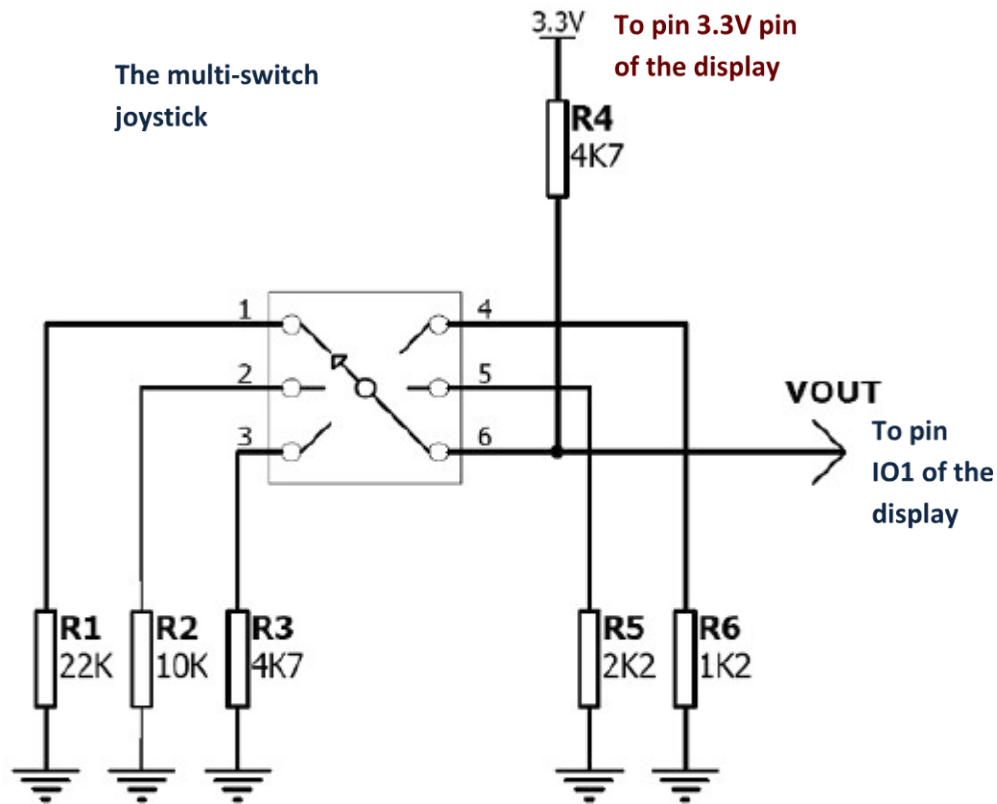 3.3V
To pin 3.3V pin
of the display
The multi-switch
joystick
R4
4K7
1
4
2
5
3
6
VOUT
To pin
IO1 of the
display
R1
22K
R2
10K
R3
4K7
R5
2K2
R6
1K2